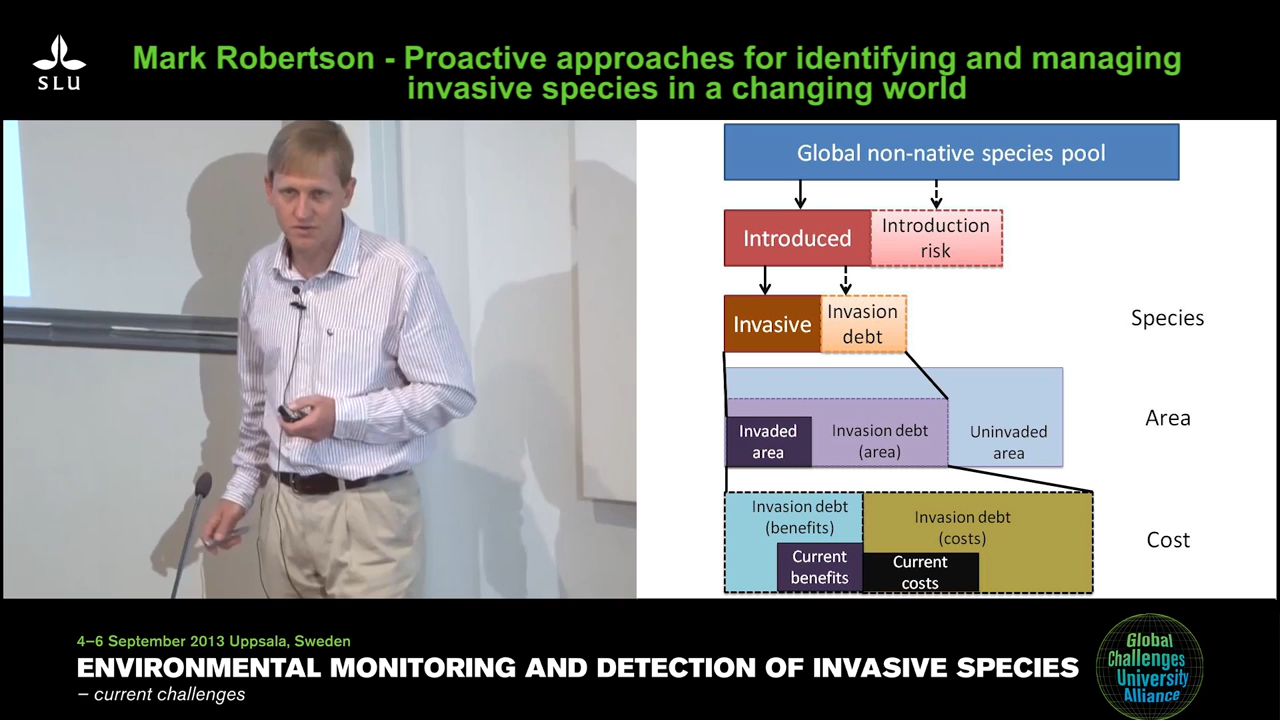 SLU
Mark Robertson - Proactive approaches for identifying and managing
invasive species in a changing world
Global non-native species pool
Introduced
Introduction
risk
Invasive
Invasion
debt
Species
Invaded
area
Invasion debt
(area)
Uninvaded
area
Area
Invasion debt
(benefits)
Current
benefits
Invasion debt
(costs)
Current
costs
Cost
4–6 September 2013 Uppsala, Sweden
ENVIRONMENTAL MONITORING AND DETECTION OF INVASIVE SPECIES
– current challenges
Global
Challenges
University
Alliance